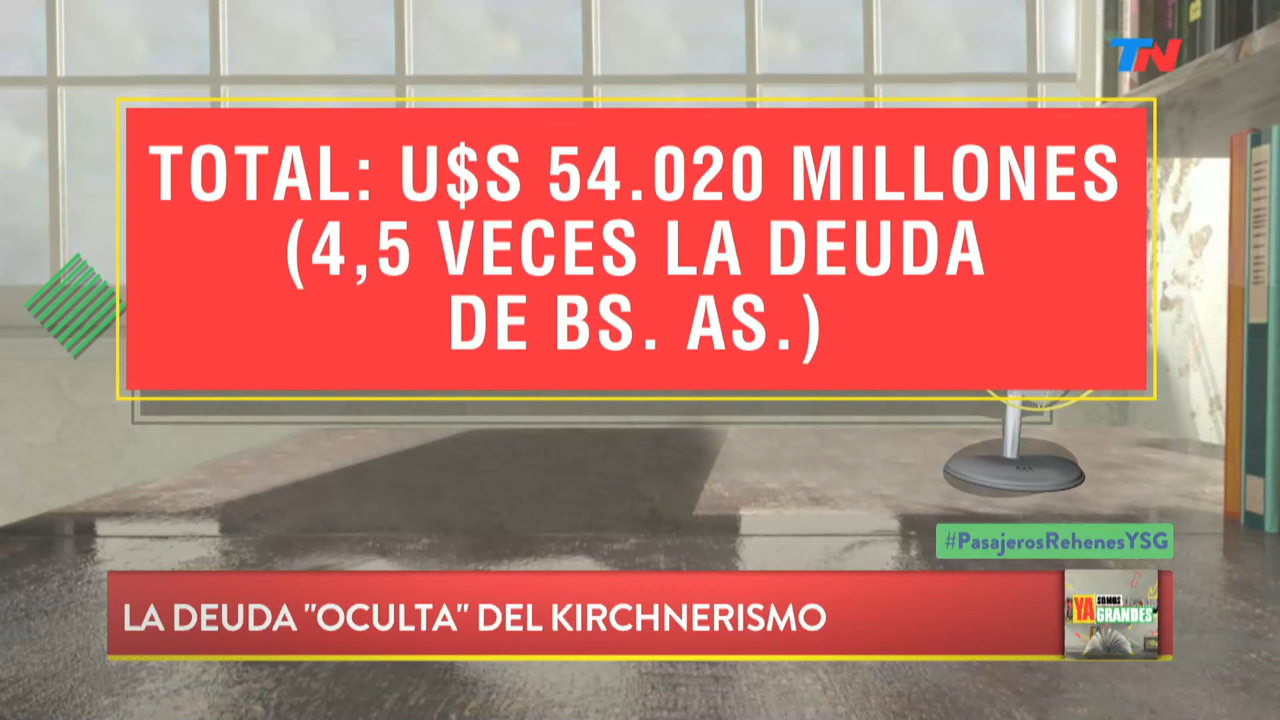 TN
TOTAL: U$S 54.020 MILLONES
(4,5 VECES LA DEUDA
DE BS. AS.)
#PasajerosRehenesYSG
LA DEUDA "OCULTA" DEL KIRCHNERISMO
YA SOMOS
GRANDES